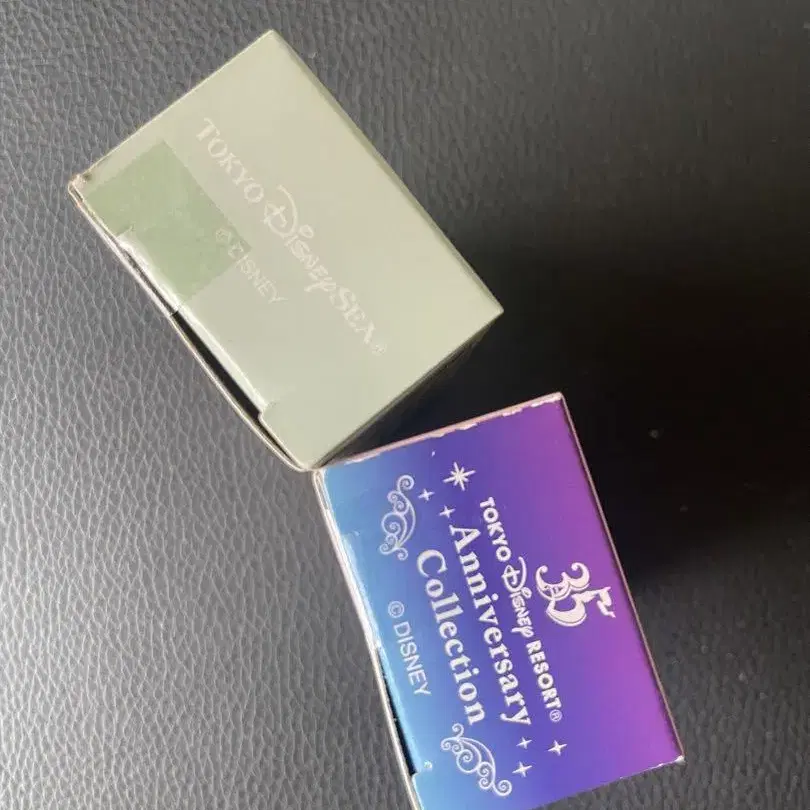 TOKYO DISNEYSEA®
© DISNEY
35
TOKYO DISNEY RESORT®
Anniversary
Collection
© DISNEY